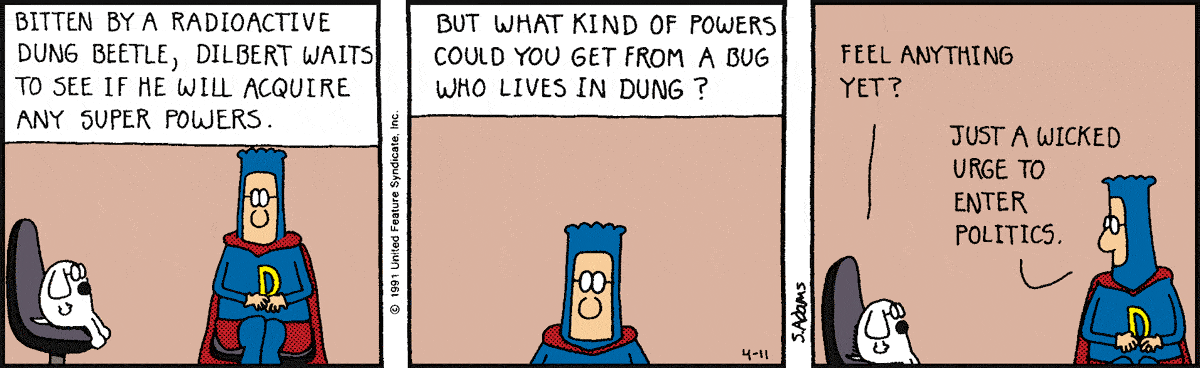 BITTEN BY A RADIOACTIVE
DUNG BEETLE, DILBERT WAITS
TO SEE IF HE WILL ACQUIRE
ANY SUPER POWERS.
D
© 1991 United Feature Syndicate, Inc.
BUT WHAT KIND OF POWERS
COULD YOU GET FROM A BUG
WHO LIVES IN DUNG?
4-11
S.Adams
FEEL ANYTHING
YET?
JUST A WICKED
URGE TO
ENTER
POLITICS.
D